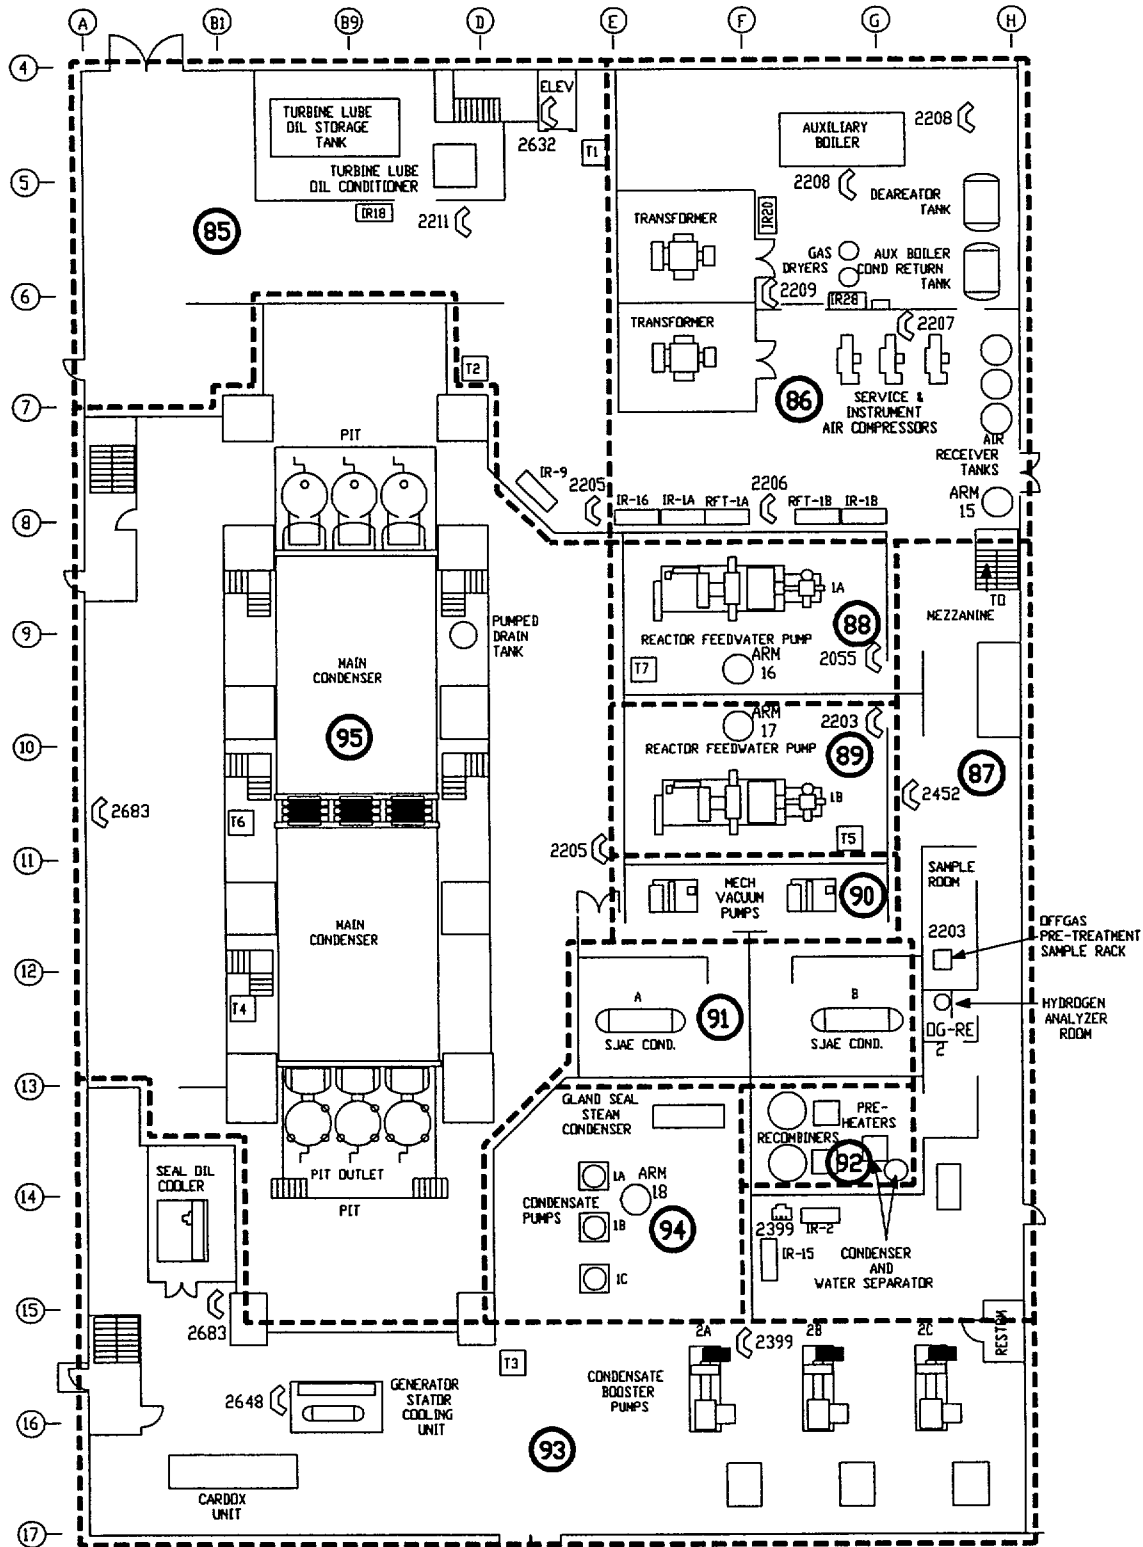 A B1 B9 D E F G H
4
ELEV
TURBINE LUBE
OIL STORAGE
TANK
2632
AUXILIARY
BOILER
2208
T1
5
TURBINE LUBE
OIL CONDITIONER
2208
DEAREATOR
TANK
IR18
2211
85
TRANSFORMER
IR20
GAS
DRYERS
AUX BOILER
COND RETURN
TANK
6
2209
IR28
TRANSFORMER
2207
T2
86
SERVICE &
INSTRUMENT
AIR COMPRESSORS
7
PIT
AIR
RECEIVER
TANKS
IR-9
2205
2206
IR-16 IR-1A RFT-1A
RFT-1B IR-1B
ARM
15
8
1A
TO
MEZZANINE
9
PUMPED
DRAIN
TANK
88
REACTOR FEEDWATER PUMP
2055
MAIN
CONDENSER
T7
ARM
16
95
ARM
17
2203
10
REACTOR FEEDWATER PUMP
89
87
2683
T6
1B
2452
T5
11
2205
SAMPLE
ROOM
MECH
VACUUM
PUMPS
90
MAIN
CONDENSER
2203
OFFGAS
PRE-TREATMENT
SAMPLE RACK
12
T4
A
B
91
SJAE COND.
SJAE COND.
OG-RE
2
HYDROGEN
ANALYZER
ROOM
13
GLAND SEAL
STEAM
CONDENSER
PRE-
HEATERS
RECOMBINERS
92
SEAL OIL
COOLER
PIT OUTLET
PIT
14
1A
ARM
18
CONDENSATE
PUMPS
1B
94
2399 IR-2
IR-15
CONDENSER
AND
WATER SEPARATOR
1C
15
2683
2A 2399 2B 2C
RESTDM
T3
CONDENSATE
BOOSTER
PUMPS
GENERATOR
STATOR
COOLING
UNIT
2648
16
93
CARDOX
UNIT
17